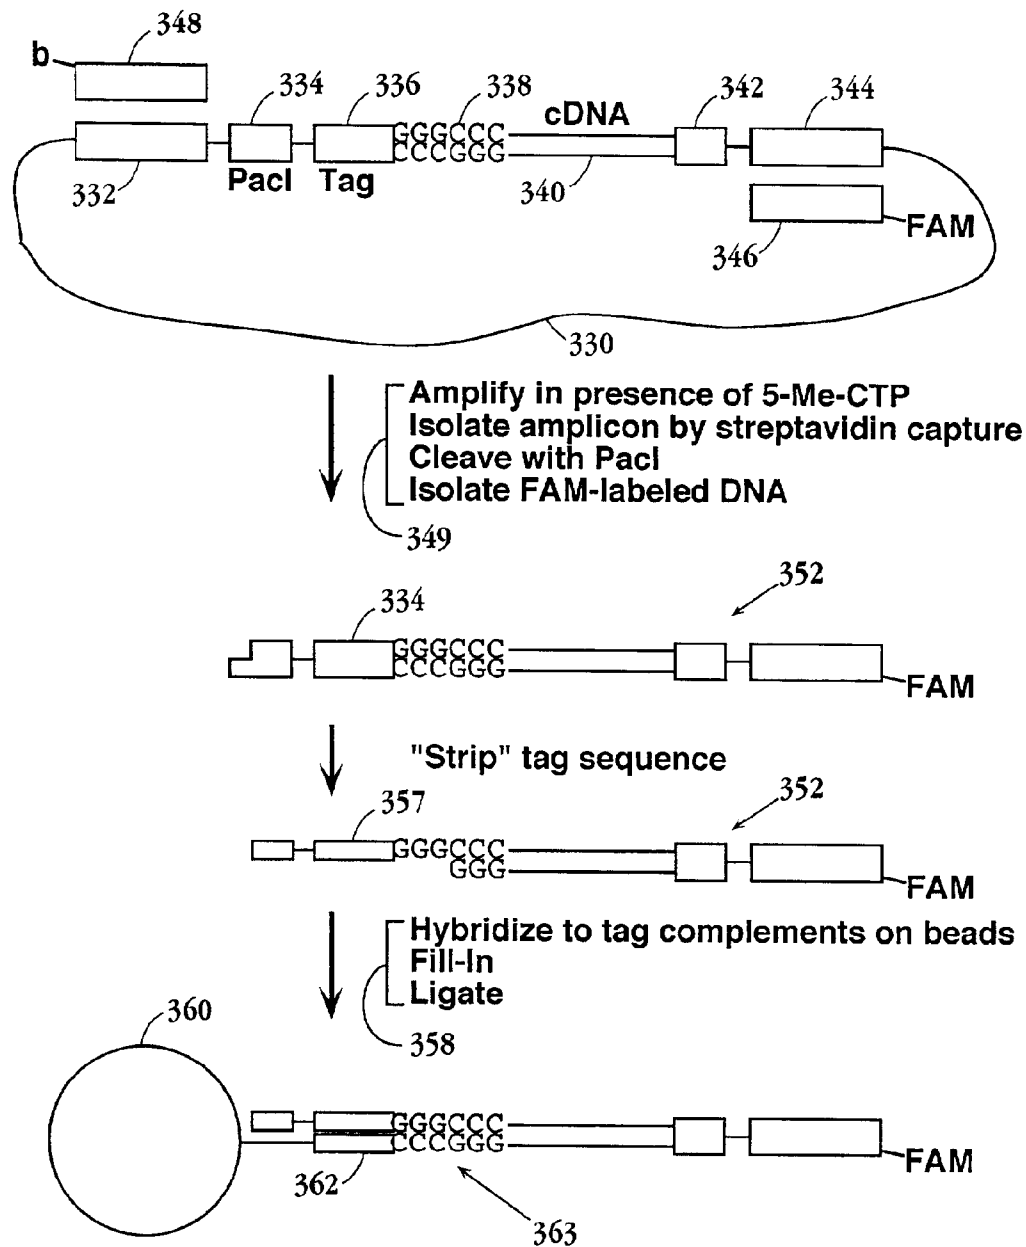 348
b
334
336
338
342
344
cDNA
GGGCCC
CCCGGG
332
PacI
Tag
340
346
FAM
330
Amplify in presence of 5-Me-CTP
Isolate amplicon by streptavidin capture
Cleave with PacI
Isolate FAM-labeled DNA
349
352
334
GGGCCC
CCCGGG
FAM
"Strip" tag sequence
352
357
GGGCCC
GGG
FAM
Hybridize to tag complements on beads
Fill-In
Ligate
358
360
GGGCCC
CCCGGG
FAM
362
363